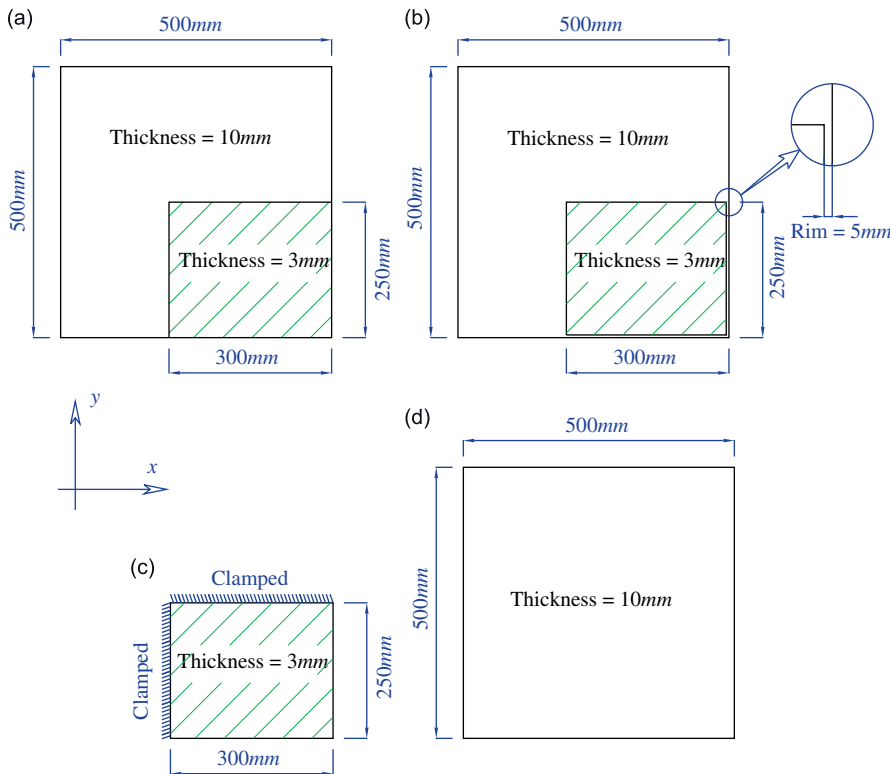 (a)
500mm
500mm
Thickness = 10mm
Thickness = 3mm
250mm
300mm
(b)
500mm
500mm
Thickness = 10mm
Thickness = 3mm
Rim = 5mm
250mm
300mm
y
x
(c)
Clamped
Clamped
Thickness = 3mm
250mm
300mm
(d)
500mm
500mm
Thickness = 10mm